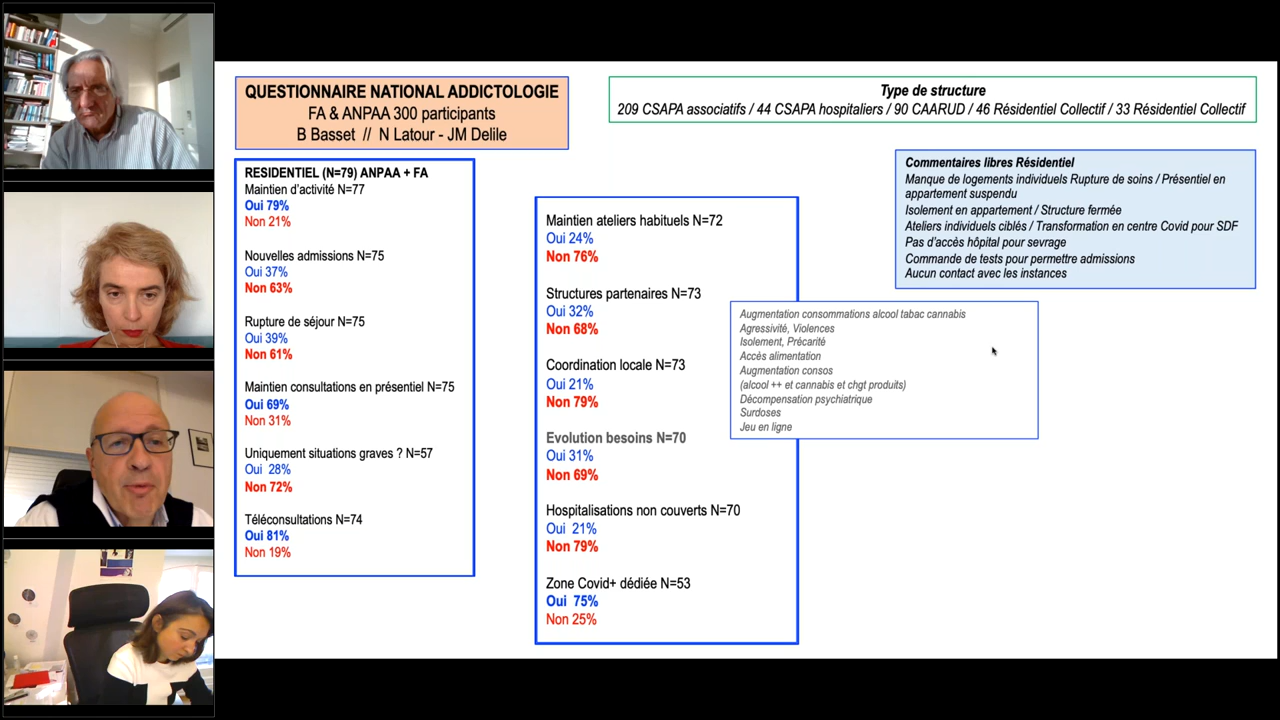 QUESTIONNAIRE NATIONAL ADDICTOLOGIE
FA & ANPAA 300 participants
B Basset // N Latour - JM Delile
Type de structure
209 CSAPA associatifs / 44 CSAPA hospitaliers / 90 CAARUD / 46 Résidentiel Collectif / 33 Résidentiel Collectif
RESIDENTIEL (N=79) ANPAA + FA
Maintien d'activité N=77
Oui 79%
Non 21%
Nouvelles admissions N=75
Oui 37%
Non 63%
Rupture de séjour N=75
Oui 39%
Non 61%
Maintien consultations en présentiel N=75
Oui 69%
Non 31%
Uniquement situations graves ? N=57
Oui 28%
Non 72%
Téléconsultations N=74
Oui 81%
Non 19%
Maintien ateliers habituels N=72
Oui 24%
Non 76%
Structures partenaires N=73
Oui 32%
Non 68%
Coordination locale N=73
Oui 21%
Non 79%
Evolution besoins N=70
Oui 31%
Non 69%
Hospitalisations non couverts N=70
Oui 21%
Non 79%
Zone Covid+ dédiée N=53
Oui 75%
Non 25%
Commentaires libres Résidentiel
Manque de logements individuels Rupture de soins / Présentiel en
appartement suspendu
Isolement en appartement / Structure fermée
Ateliers individuels ciblés / Transformation en centre Covid pour SDF
Pas d'accès hôpital pour sevrage
Commande de tests pour permettre admissions
Aucun contact avec les instances
Augmentation consommations alcool tabac cannabis
Agressivité, Violences
Isolement, Précarité
Accès alimentation
Augmentation consos
(alcool ++ et cannabis et chgt produits)
Décompensation psychiatrique
Surdoses
Jeu en ligne